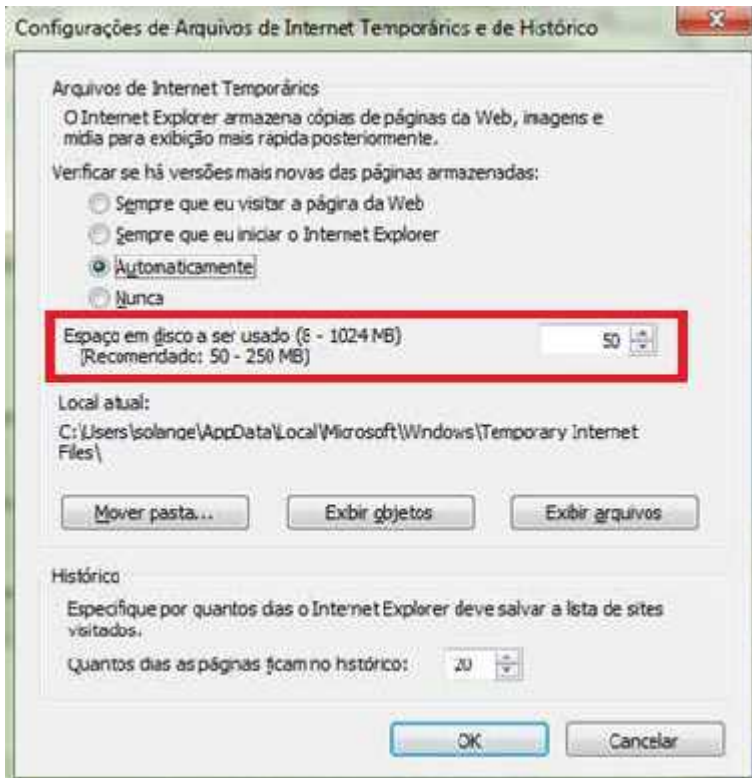 Configurações de Arquivos de Internet Temporários e de Histórico
Arquivos de Internet Temporários
O Internet Explorer armazena cópias de páginas da Web, imagens e
mídia para exibição mais rápida posteriormente.
Verificar se há versões mais novas das páginas armazenadas:
Sempre que eu visitar a página da Web
Sempre que eu iniciar o Internet Explorer
Automaticamente
Nunca
Espaço em disco a ser usado (8 - 1024 MB)
(Recomendado: 50 - 250 MB)
50
Local atual:
C:\Users\solange\AppData\Local\Microsoft\Windows\Temporary Internet
Files\
Mover pasta...
Exibir objetos
Exibir arquivos
Histórico
Especifique por quantos dias o Internet Explorer deve salvar a lista de sites
visitados.
Quantos dias as páginas ficam no histórico:
20
OK
Cancelar